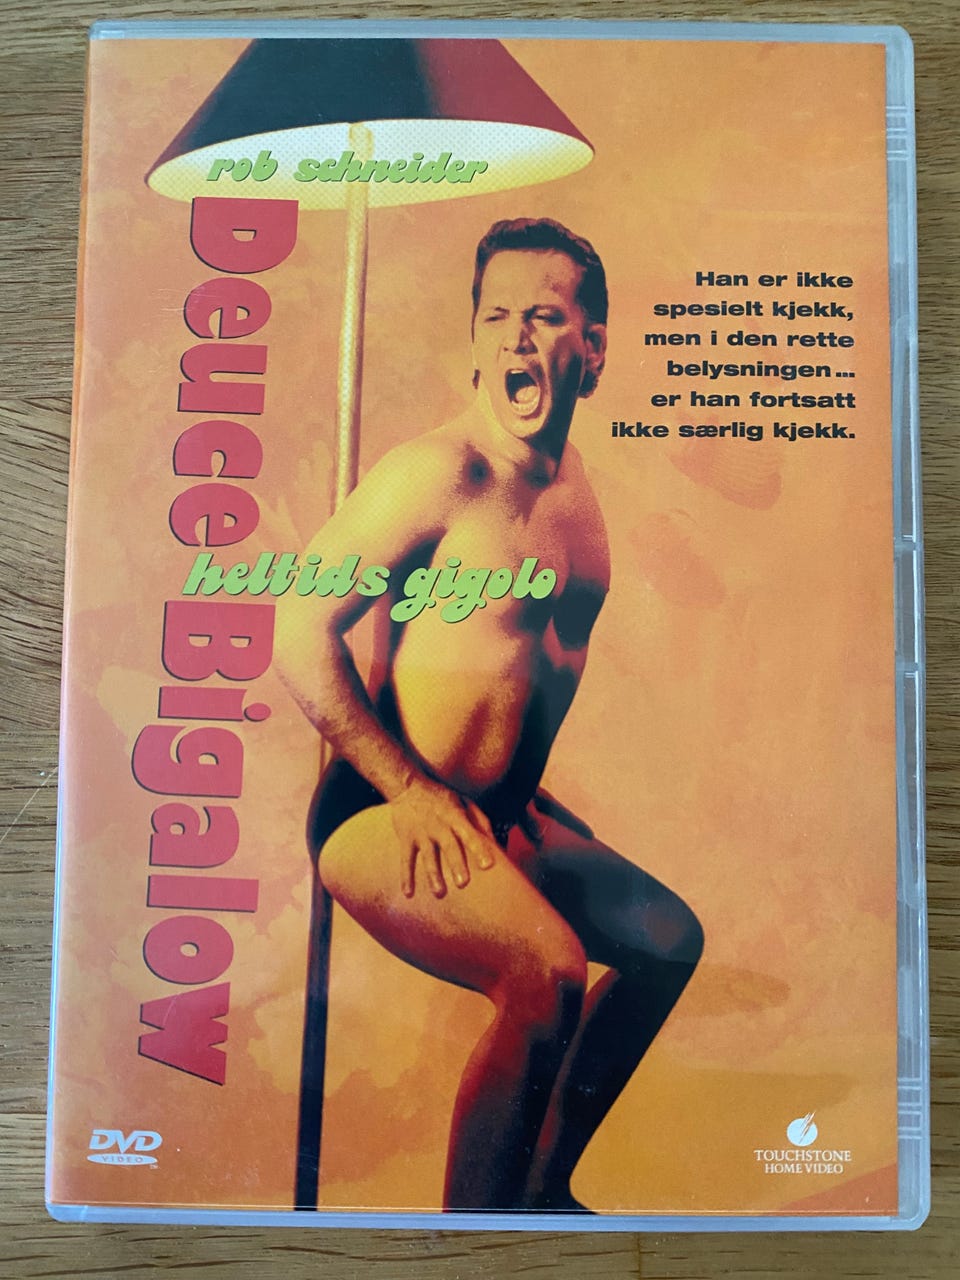 rob schneider
Deuce Bigalow
heltids gigolo
Han er ikke
spesielt kjekk,
men i den rette
belysningen...
er han fortsatt
ikke særlig kjekk.
DVD
VIDEO™
TOUCHSTONE
HOME VIDEO